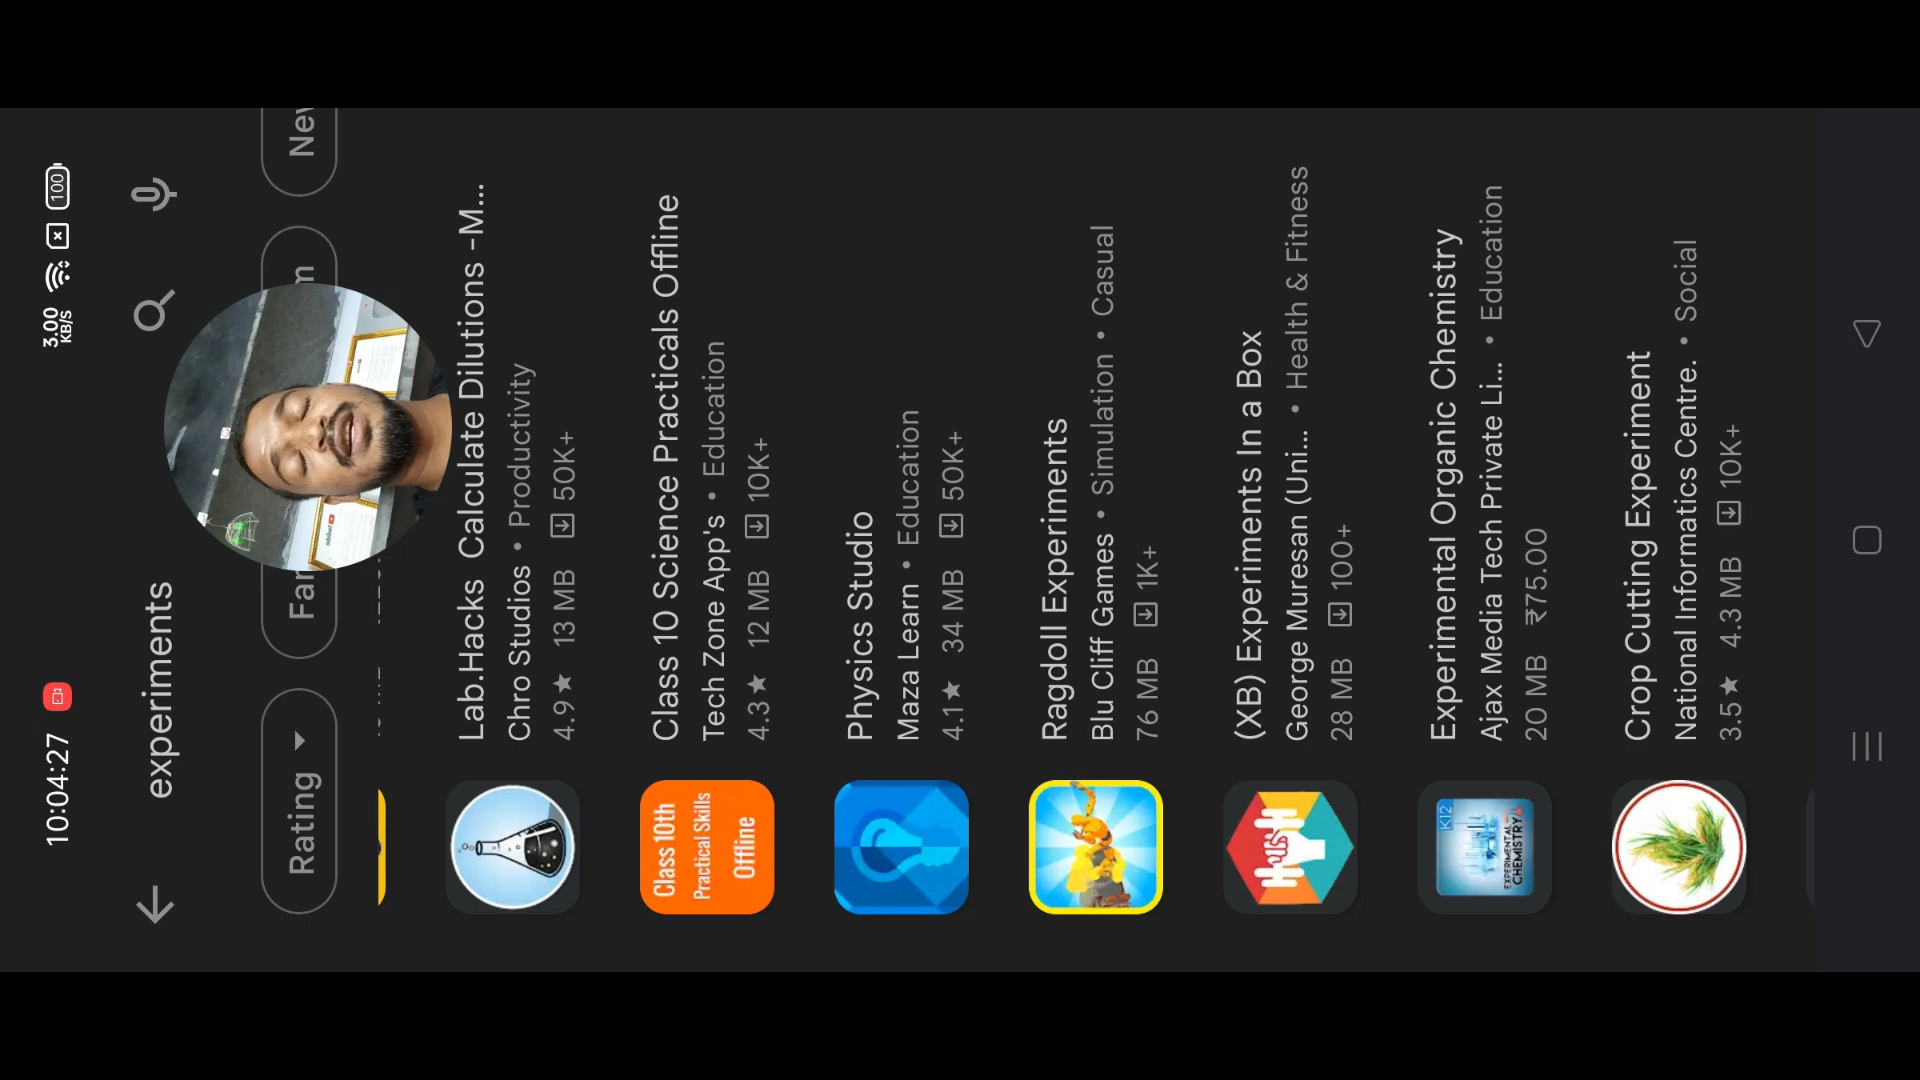 10:04:27
3.00
KB/S
100
experiments
Rating
New
Lab.Hacks Calculate Dilutions -M...
Chro Studios • Productivity
4.9★ 13 MB 50K+
Class 10th
Practical Skills
Offline
Class 10 Science Practicals Offline
Tech Zone App's • Education
4.3★ 12 MB 10K+
Physics Studio
Maza Learn • Education
4.1★ 34 MB 50K+
Ragdoll Experiments
Blu Cliff Games • Simulation • Casual
76 MB 1K+
(XB) Experiments In a Box
George Muresan (Uni... • Health & Fitness
28 MB 100+
K12
EXPERIMENTAL
CHEMISTRY
Experimental Organic Chemistry
Ajax Media Tech Private Li... • Education
20 MB ₹75.00
Crop Cutting Experiment
National Informatics Centre. • Social
3.5★ 4.3 MB 10K+